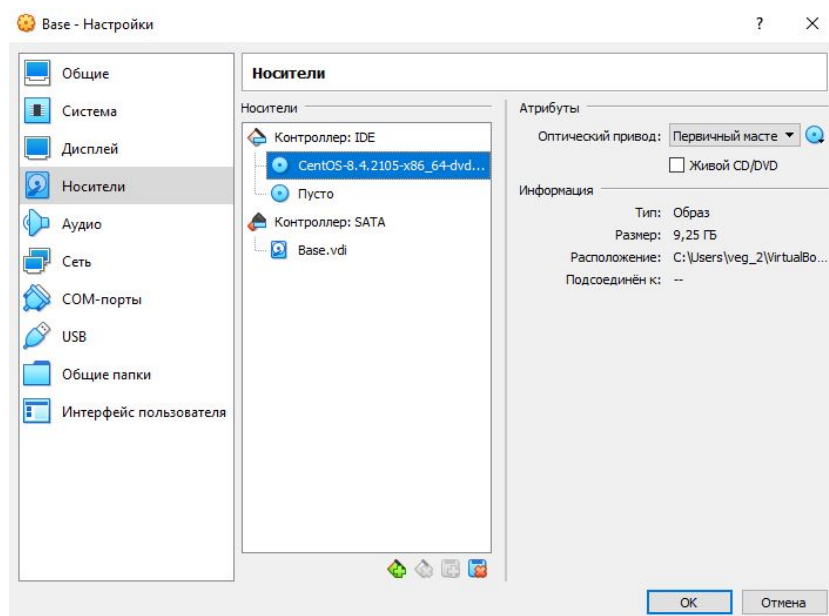 Base - Настройки
?
Общие
Система
Дисплей
Носители
Аудио
Сеть
COM-порты
USB
Общие папки
Интерфейс пользователя
Носители
Носители
Контроллер: IDE
CentOS-8.4.2105-x86_64-dvd...
Пусто
Контроллер: SATA
Base.vdi
Атрибуты
Оптический привод: Первичный масте
Живой CD/DVD
Информация
Тип: Образ
Размер: 9,25 ГБ
Расположение: C:\Users\veg_2\VirtualBo...
Подсоединён к: --
OK
Отмена